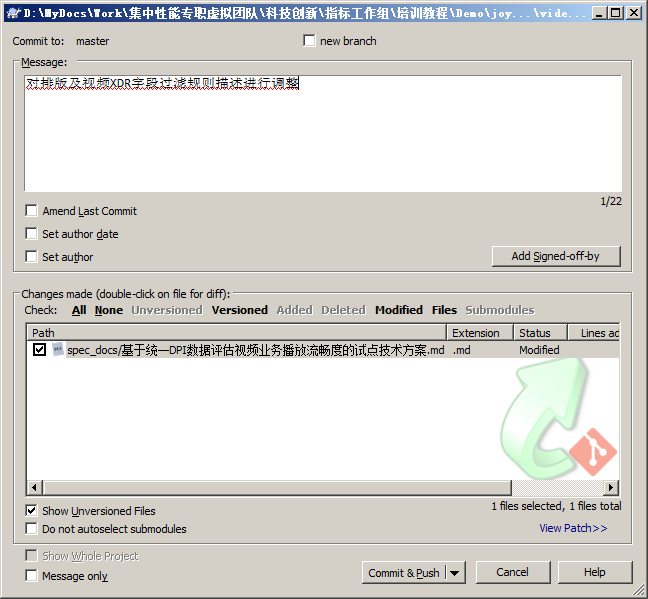 D:\MyDocs\Work\集中性能专职虚拟团队\科技创新\指标工作组\培训教程\Demo\joy...\vide...
Commit to: master
new branch
Message:
对排版及视频XDR字段过滤规则描述进行调整
1/22
Amend Last Commit
Set author date
Set author
Add Signed-off-by
Changes made (double-click on file for diff):
Check: All None Unversioned Versioned Added Deleted Modified Files Submodules
Path Extension Status Lines ad
spec_docs/基于统一DPI数据评估视频业务播放流畅度的试点技术方案.md .md Modified
Show Unversioned Files
1 files selected, 1 files total
Do not autoselect submodules
View Patch>>
Show Whole Project
Message only
Commit & Push
Cancel
Help